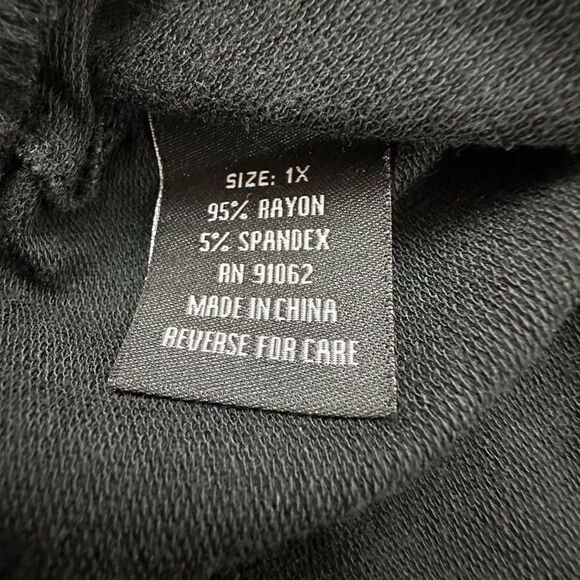 SIZE: 1X
95% RAYON
5% SPANDEX
RN 91062
MADE IN CHINA
REVERSE FOR CARE